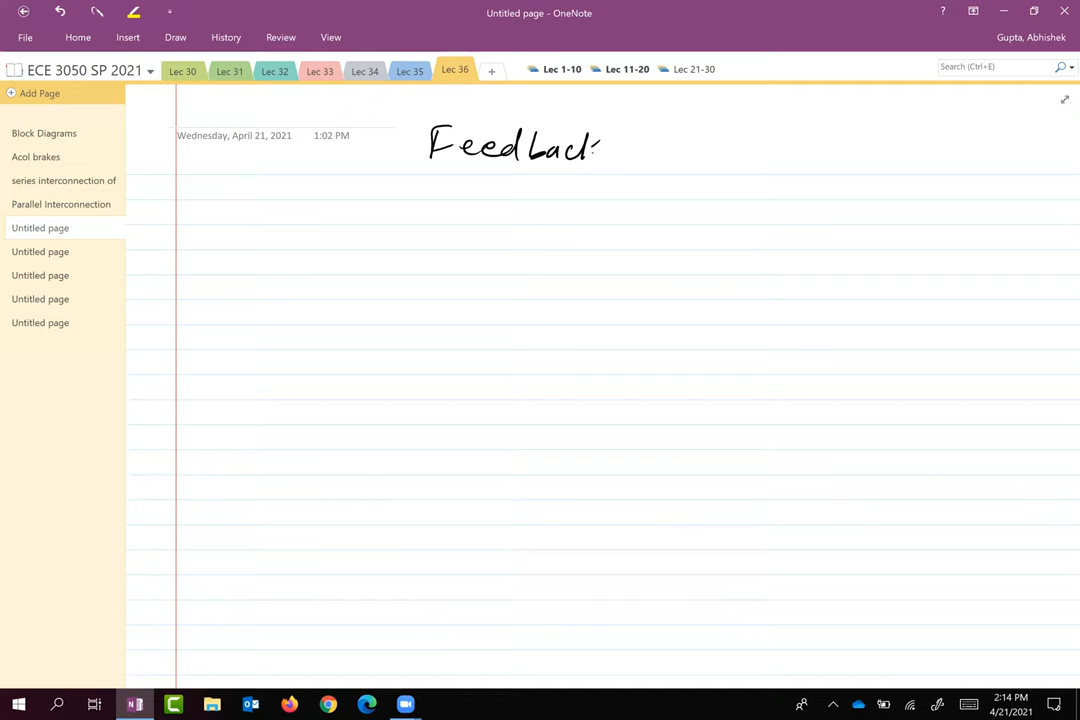 Untitled page - OneNote
?
File Home Insert Draw History Review View
Gupta, Abhishek
ECE 3050 SP 2021
Lec 30 Lec 31 Lec 32 Lec 33 Lec 34 Lec 35 Lec 36 + Lec 1-10 Lec 11-20 Lec 21-30
Search (Ctrl+E)
Add Page
Block Diagrams
Acol brakes
series interconnection of
Parallel Interconnection
Untitled page
Untitled page
Untitled page
Untitled page
Untitled page
Wednesday, April 21, 2021 1:02 PM
Feedback
2:14 PM
4/21/2021